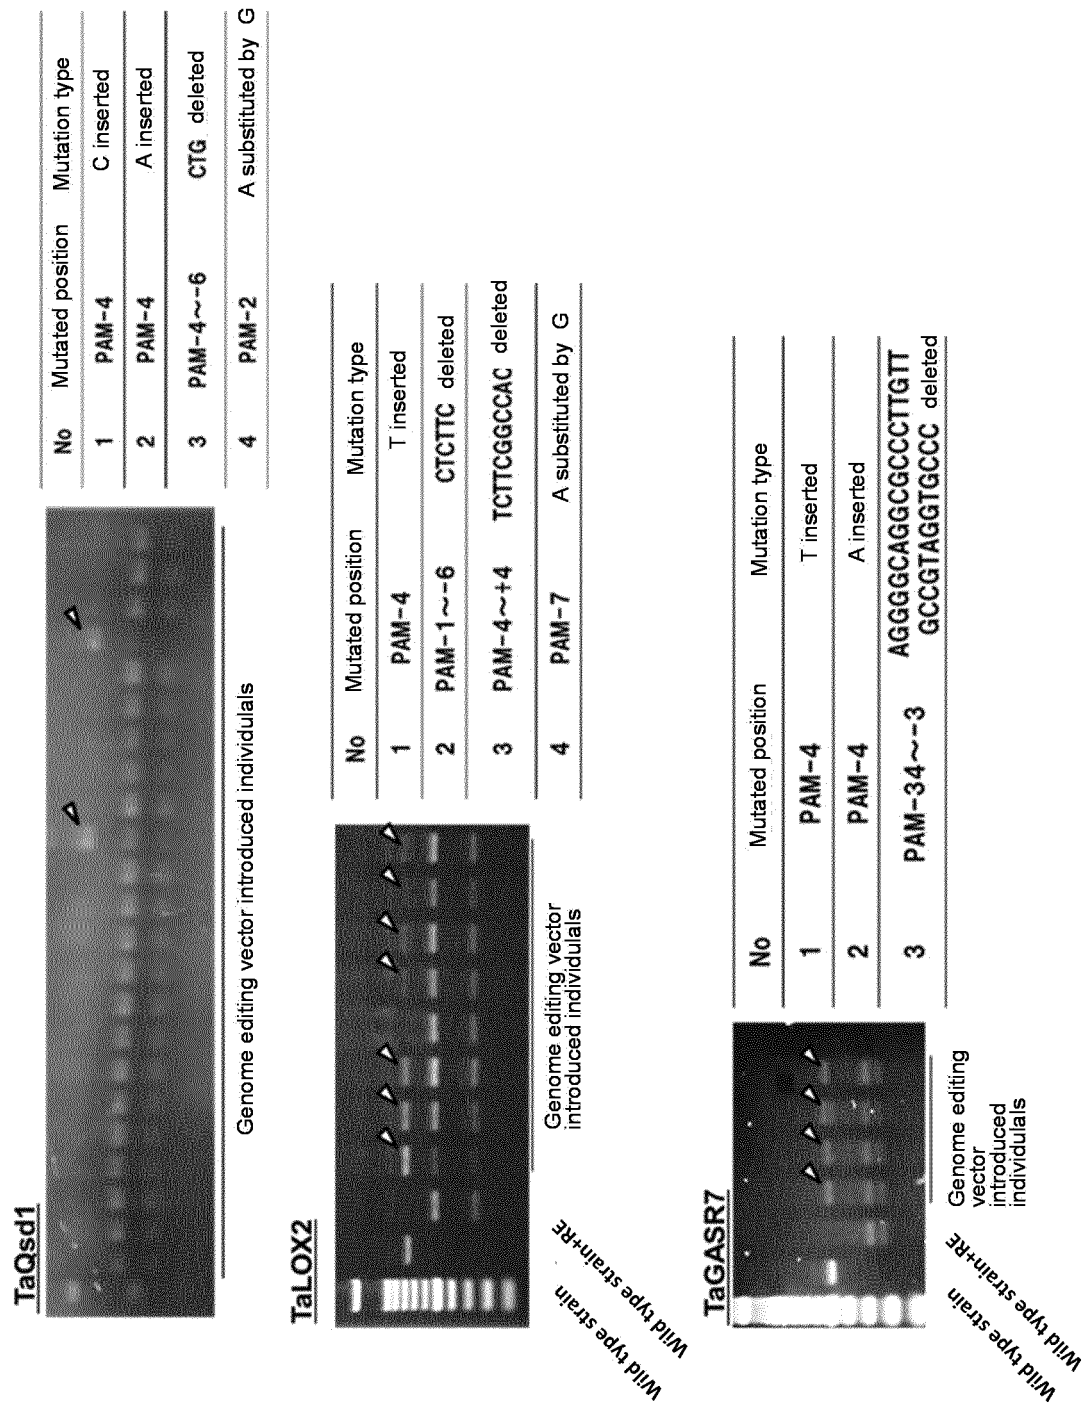 TaQsd1
Genome editing vector introduced individulals
No Mutated position Mutation type
1 PAM-4 C inserted
2 PAM-4 A inserted
3 PAM-4~-6 CTG deleted
4 PAM-2 A substituted by G
TaLOX2
Wild type strain
Wild type strain+RE
Genome editing vector
introduced individulals
No Mutated position Mutation type
1 PAM-4 T inserted
2 PAM-1~-6 CTCTTC deleted
3 PAM-4~+4 TCTTCGGCCAC deleted
4 PAM-7 A substituted by G
TaGASR7
Wild type strain
Wild type strain+RE
Genome editing
vector
introduced
individulals
No Mutated position Mutation type
1 PAM-4 T inserted
2 PAM-4 A inserted
3 PAM-34~-3 AGGGGCAGGCGCCCTTGTT
GCCGTAGGTGCCC deleted